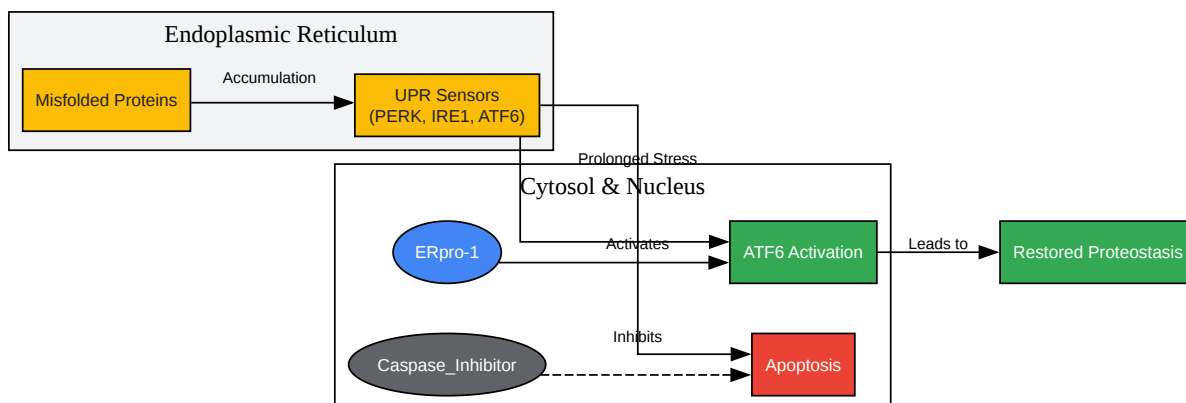 Endoplasmic Reticulum
Misfolded Proteins
Accumulation
UPR Sensors
(PERK, IRE1, ATF6)
Prolonged Stress
Cytosol & Nucleus
ERpro-1
Activates
ATF6 Activation
Leads to
Restored Proteostasis
Caspase_Inhibitor
Inhibits
Apoptosis